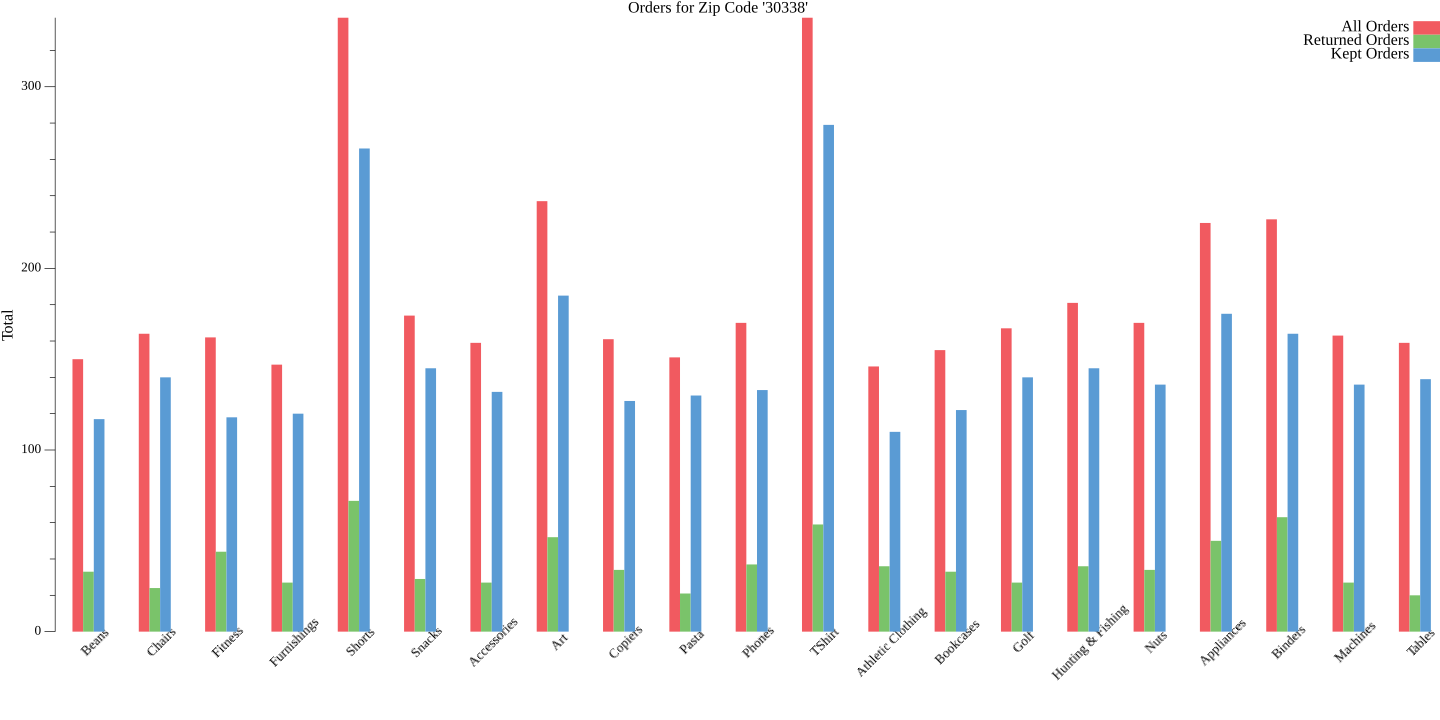 Orders for Zip Code '30338'
All Orders
Returned Orders
Kept Orders
Total
300
200
100
0
Beans
Chairs
Fitness
Furnishings
Shorts
Snacks
Accessories
Art
Copiers
Pasta
Phones
TShirt
Athletic Clothing
Bookcases
Golf
Hunting & Fishing
Nuts
Appliances
Binders
Machines
Tables